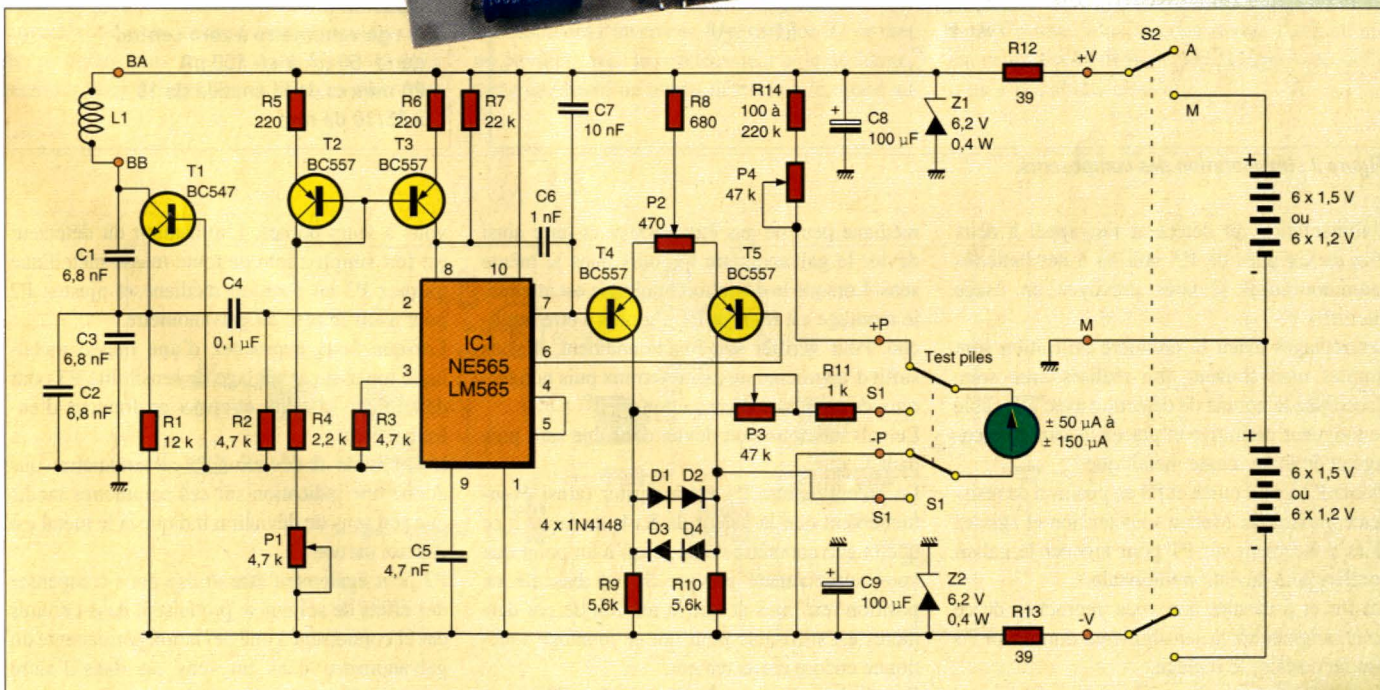 BA
L1
BB
T1
BC547
C1
6,8 nF
C3
6,8 nF
C2
6,8 nF
R1
12 k
C4
0,1 µF
R2
4,7 k
R4
2,2 k
R3
4,7 k
P1
4,7 k
R5
220
T2
BC557
R6
220
T3
BC557
R7
22 k
C7
10 nF
C6
1 nF
8
10
2
3
7
6
4
5
9
1
IC1
NE565
LM565
C5
4,7 nF
R8
680
P2
470
T4
BC557
T5
BC557
R14
100 à
220 k
P4
47 k
+
C8
100 µF
Z1
6,2 V
0,4 W
R12
39
+V
S2
A
M
P3
47 k
R11
1 k
+P
S1
-P
S1
S1
Test piles
M
± 50 µA à
± 150 µA
D1
D2
D3
D4
4 x 1N4148
R9
5,6k
R10
5,6k
+
C9
100 µF
Z2
6,2 V
0,4 W
R13
39
-V
+
6 x 1,5 V
ou
6 x 1,2 V
-
+
6 x 1,5 V
ou
6 x 1,2 V
-